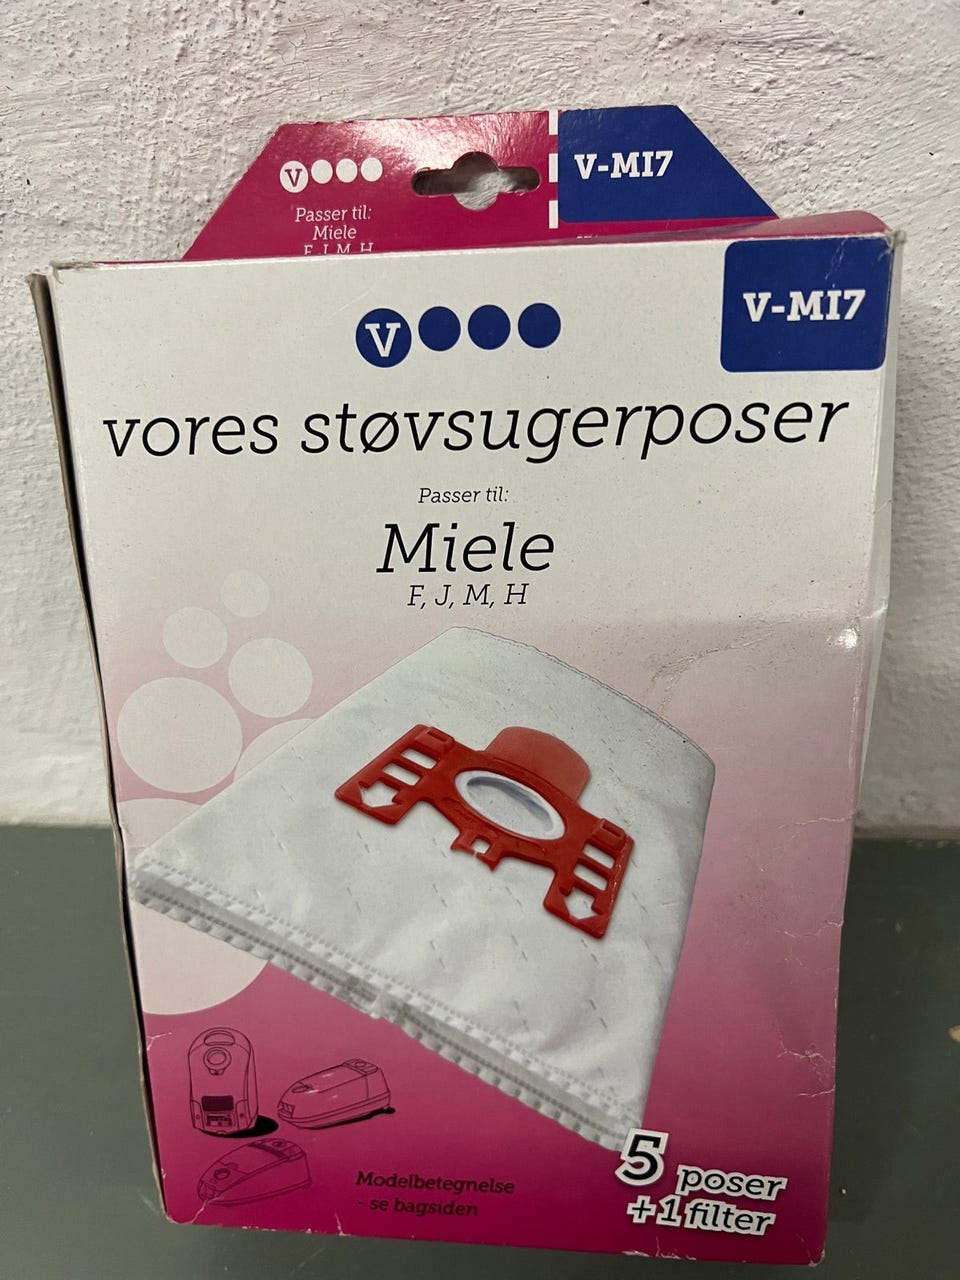 V
Passer til:
Miele
F, J, M, H
V-MI7
V
V-MI7
vores støvsugerposer
Passer til:
Miele
F, J, M, H
Modelbetegnelse
- se bagsiden
5 poser
+1 filter